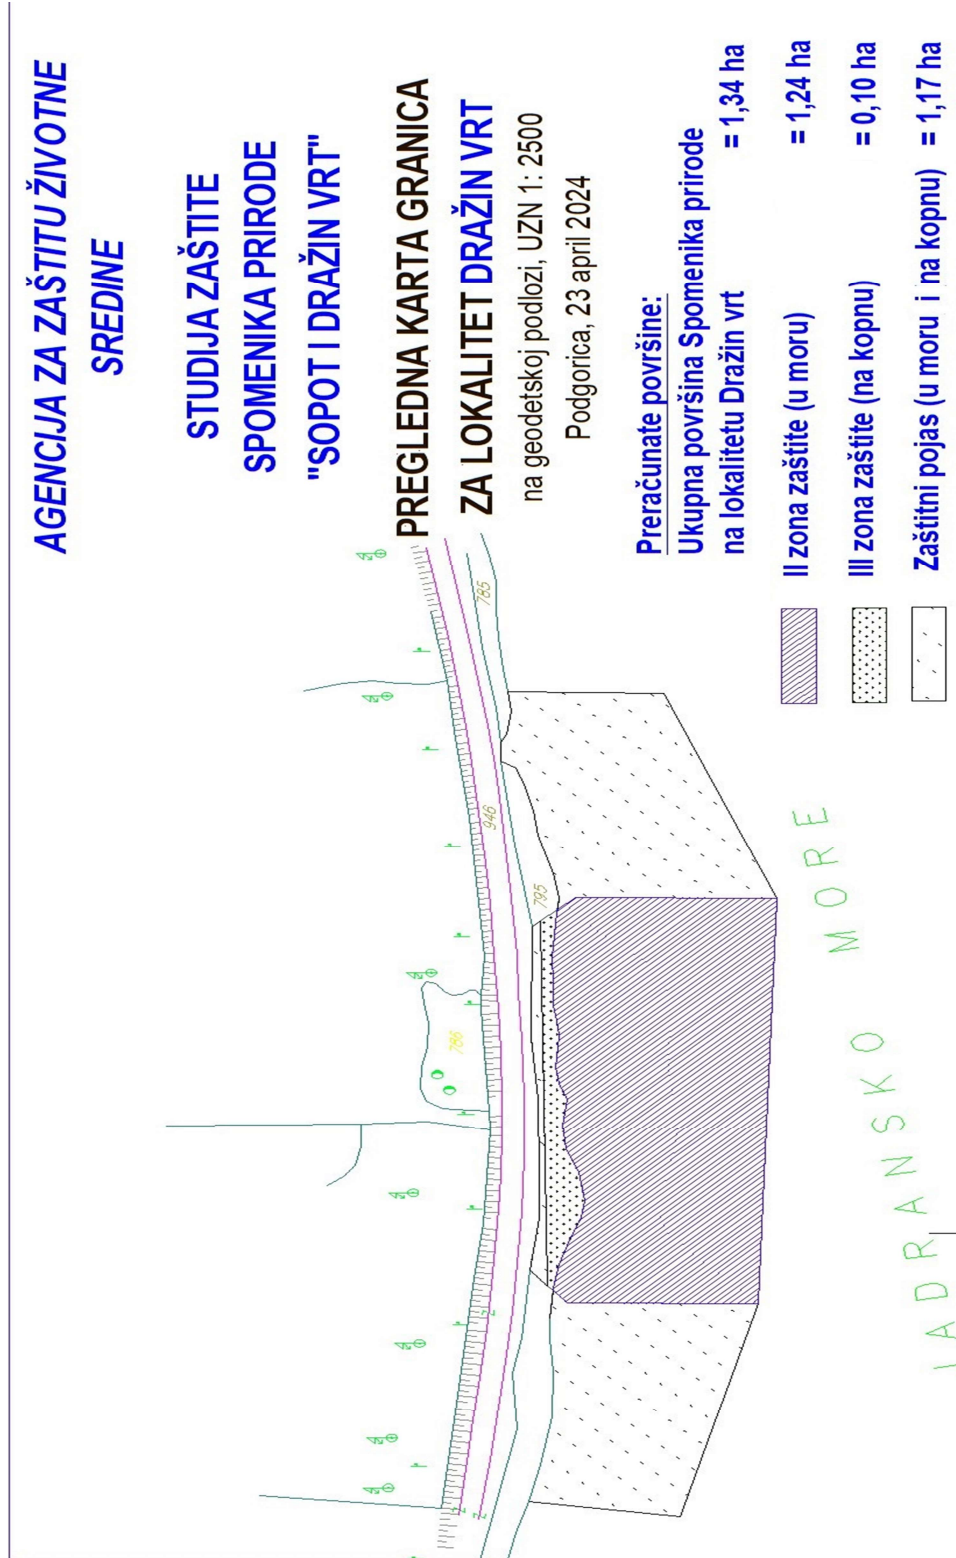 AGENCIJA ZA ZAŠTITU ŽIVOTNE
SREDINE
STUDIJA ZAŠTITE
SPOMENIKA PRIRODE
"SOPOT I DRAŽIN VRT"
PREGLEDNA KARTA GRANICA
ZA LOKALITET DRAŽIN VRT
na geodetskoj podlozi, UZN 1: 2500
Podgorica, 23 april 2024
Preračunate površine:
Ukupna površina Spomenika prirode
na lokalitetu Dražin vrt = 1,34 ha
II zona zaštite (u moru) = 1,24 ha
III zona zaštite (na kopnu) = 0,10 ha
Zaštitni pojas (u moru i na kopnu) = 1,17 ha
785
946
795
786
JADRANSKO MORE